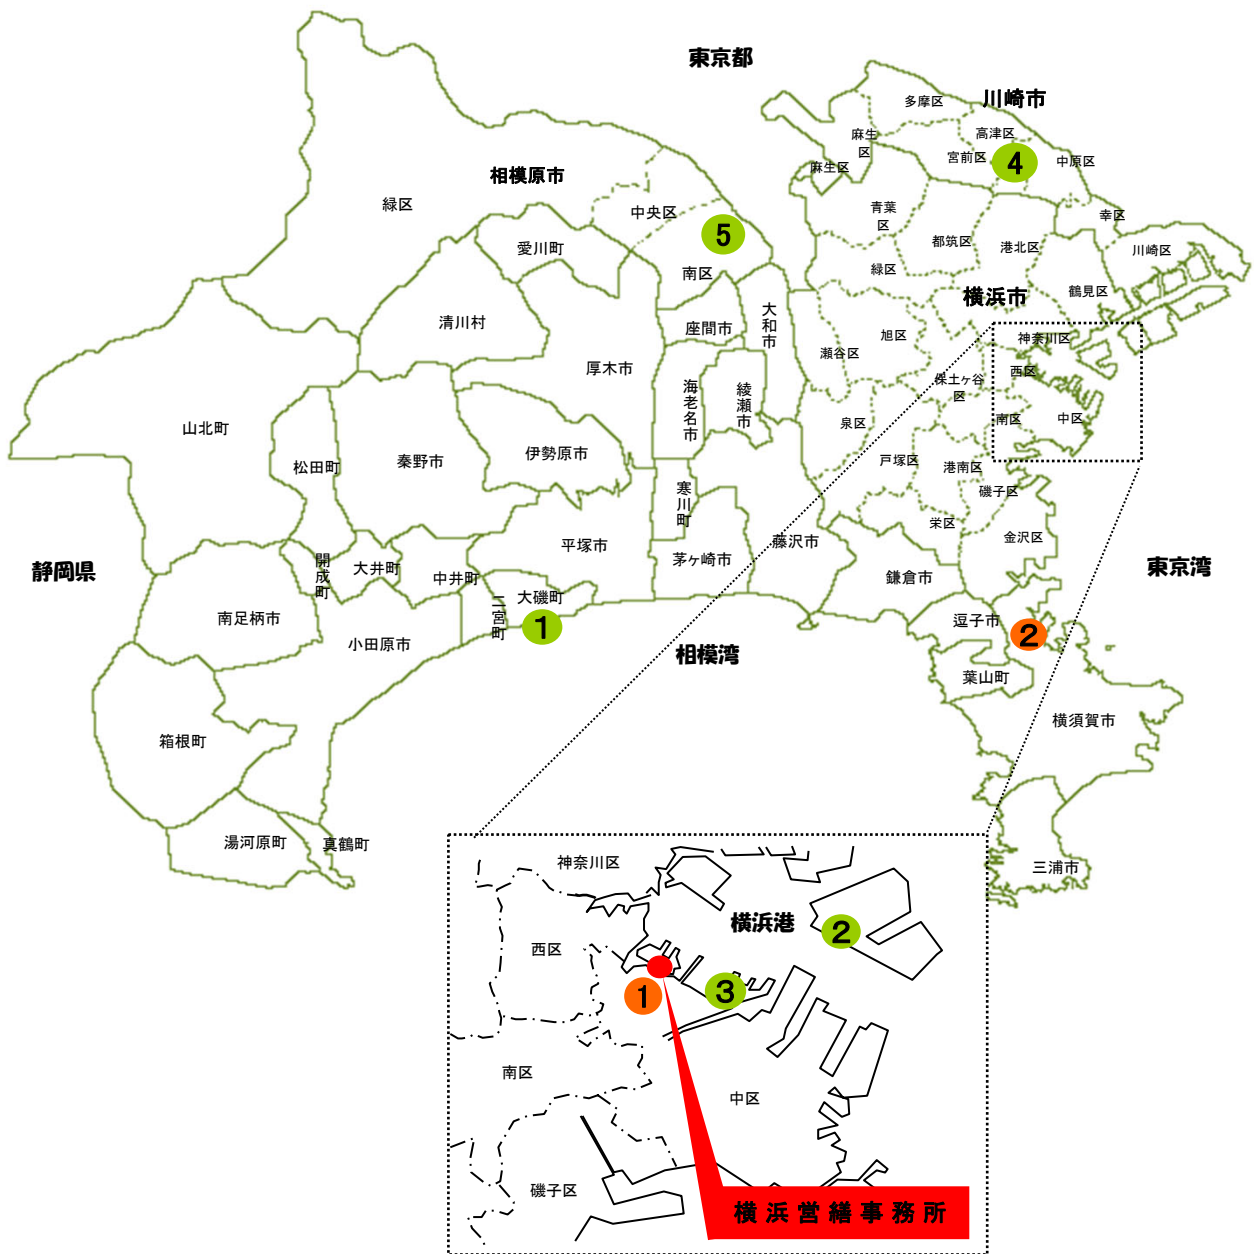 東京都
川崎市
多摩区
麻生
区
高津区
宮前区
4
中原区
麻生区
相模原市
緑区
中央区
5
南区
愛川町
青葉
区
都筑区
港北区
幸区
川崎区
緑区
横浜市
鶴見区
清川村
座間市
大和市
瀬谷区
旭区
神奈川区
西区
保土ヶ谷
区
厚木市
海老名市
綾瀬市
泉区
南区
中区
山北町
松田町
秦野市
伊勢原市
戸塚区
港南区
磯子区
寒川町
栄区
金沢区
静岡県
開成町
大井町
中井町
平塚市
茅ヶ崎市
藤沢市
鎌倉市
東京湾
南足柄市
小田原市
二宮町
大磯町
1
相模湾
逗子市
2
葉山町
箱根町
横須賀市
湯河原町
真鶴町
三浦市
神奈川区
横浜港
2
西区
1
3
南区
中区
磯子区
横浜営繕事務所